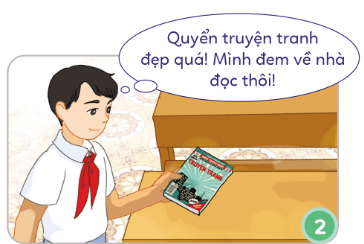 Quyển truyện tranh
đẹp quá! Mình đem về nhà
đọc thôi!
TRUYỆN TRANH
2